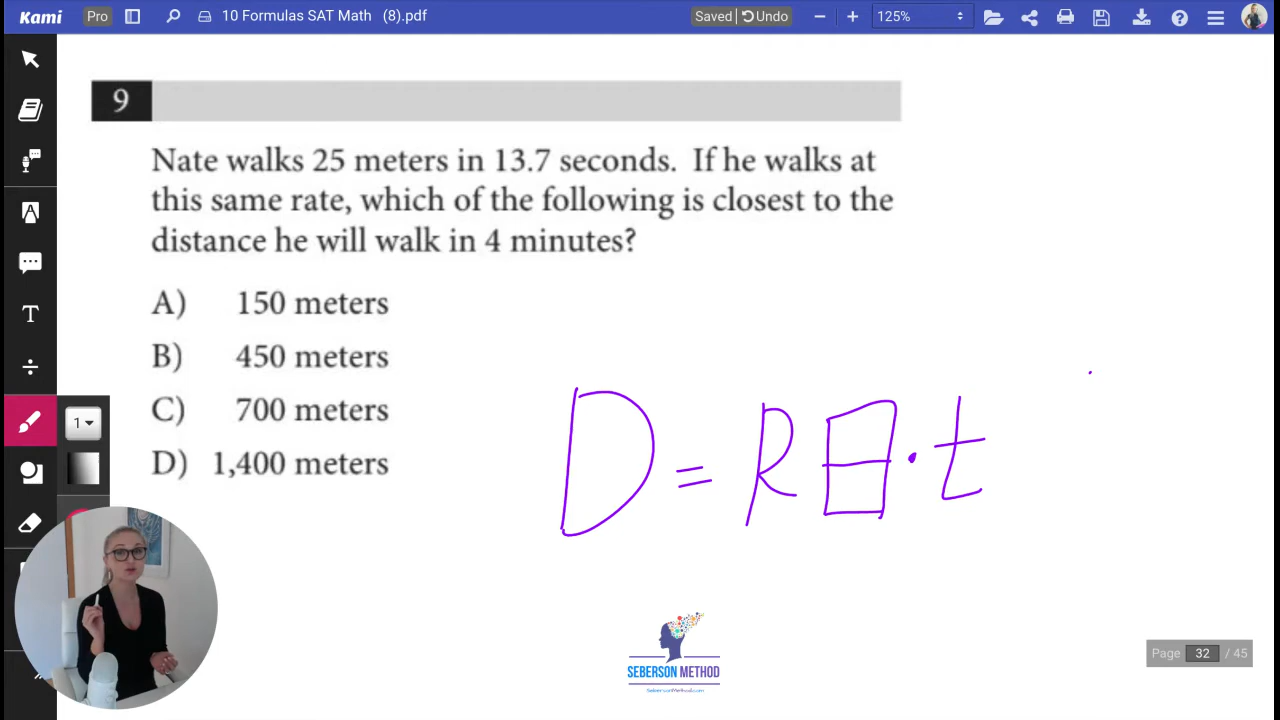 Kami
Pro
10 Formulas SAT Math (8).pdf
Saved
Undo
125%
9
Nate walks 25 meters in 13.7 seconds. If he walks at
this same rate, which of the following is closest to the
distance he will walk in 4 minutes?
A) 150 meters
B) 450 meters
C) 700 meters
D) 1,400 meters
D = R · t
T
1
SEBERSON METHOD
SebersonMethod.com
Page 32 / 45